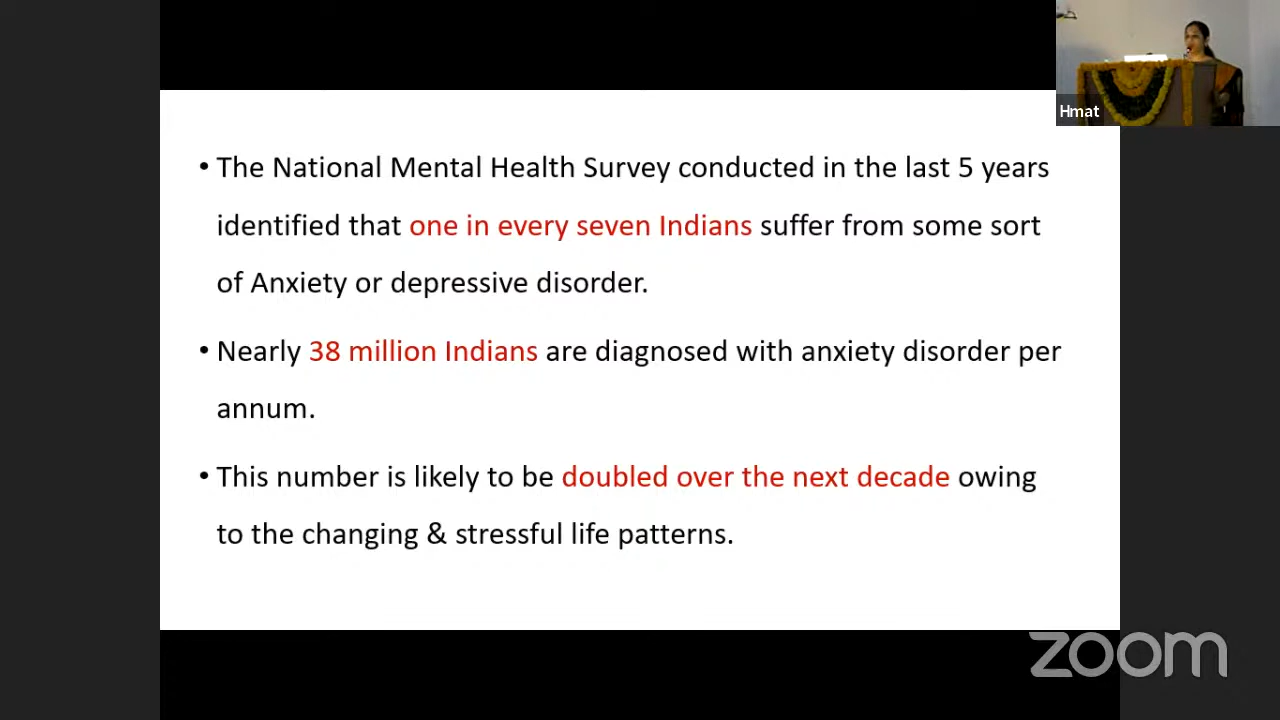 Hmat
• The National Mental Health Survey conducted in the last 5 years
identified that one in every seven Indians suffer from some sort
of Anxiety or depressive disorder.
• Nearly 38 million Indians are diagnosed with anxiety disorder per
annum.
• This number is likely to be doubled over the next decade owing
to the changing & stressful life patterns.
zoom